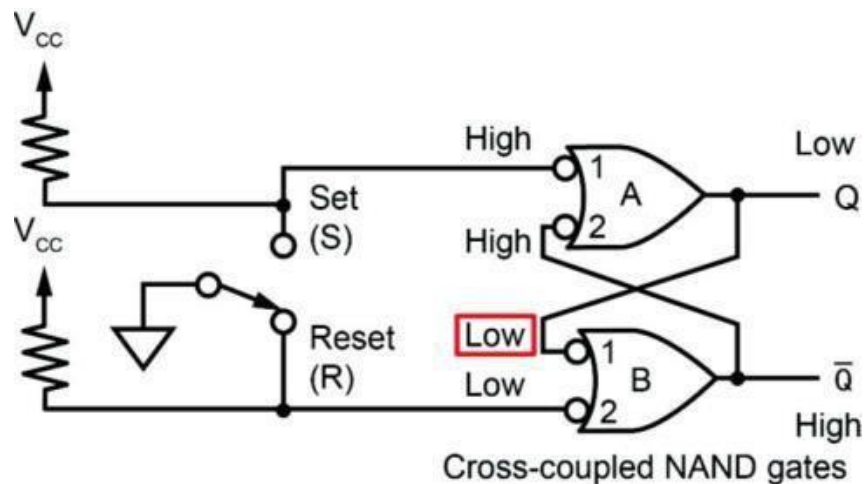 VCC
High
Low
Set
(S)
1
A
Q
2
High
VCC
Low
Reset
(R)
1
B
Q̅
Low
2
High
Cross-coupled NAND gates